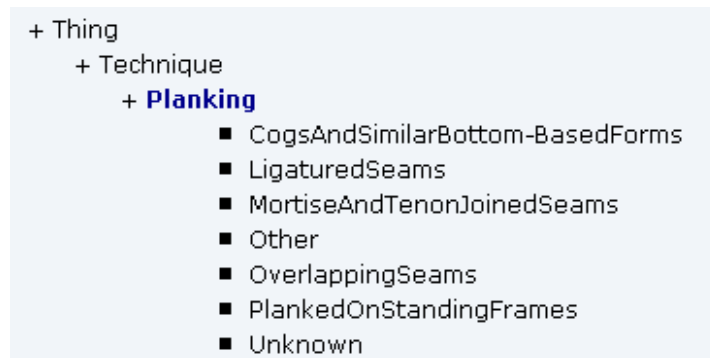 + Thing
+ Technique
+ Planking
■ CogsAndSimilarBottom-BasedForms
■ LigaturedSeams
■ MortiseAndTenonJoinedSeams
■ Other
■ OverlappingSeams
■ PlankedOnStandingFrames
■ Unknown